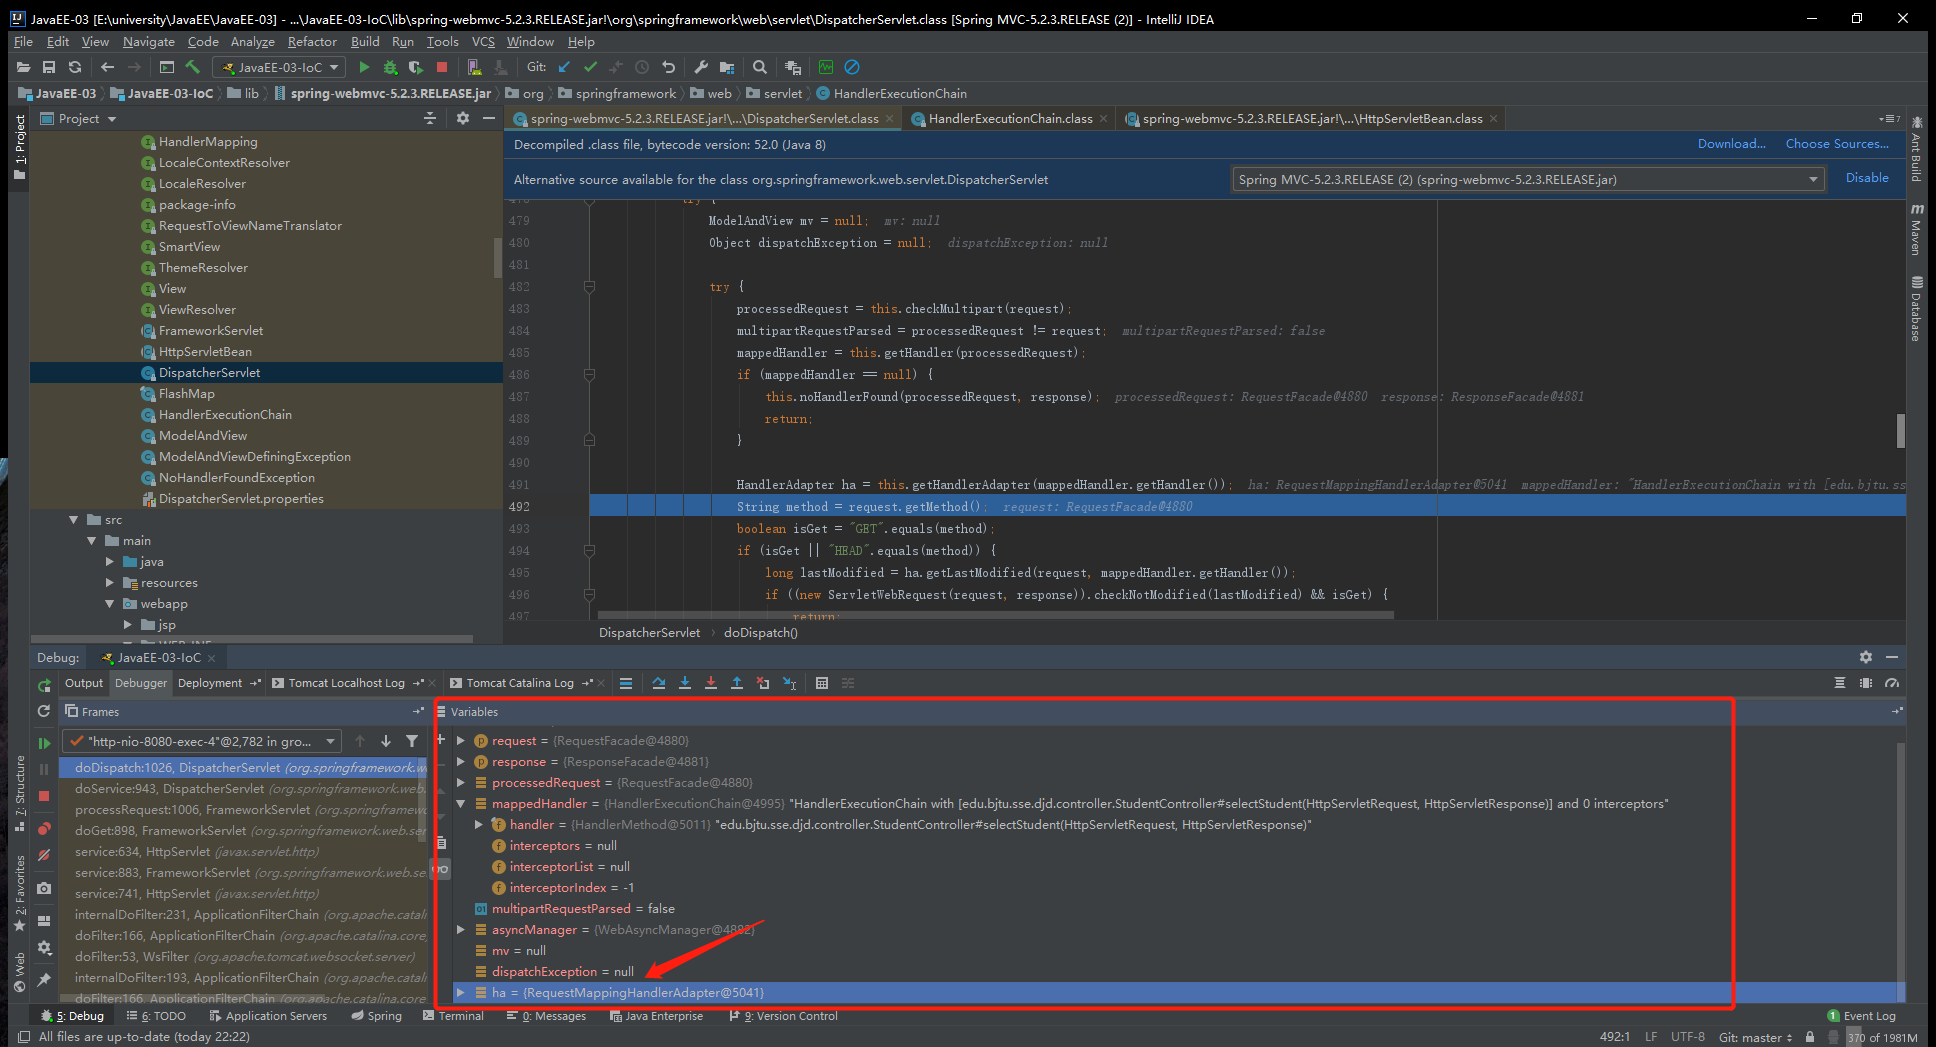 JavaEE-03 [E:\university\JavaEE\JavaEE-03] - ...\JavaEE-03-IoC\lib\spring-webmvc-5.2.3.RELEASE.jar!\org\springframework\web\servlet\DispatcherServlet.class [Spring MVC-5.2.3.RELEASE (2)] - IntelliJ IDEA
File Edit View Navigate Code Analyze Refactor Build Run Tools VCS Window Help
JavaEE-03-IoC Git:
JavaEE-03 JavaEE-03-IoC lib spring-webmvc-5.2.3.RELEASE.jar org springframework web servlet HandlerExecutionChain
1: Project
Project
HandlerMapping
LocaleContextResolver
LocaleResolver
package-info
RequestToViewNameTranslator
SmartView
ThemeResolver
View
ViewResolver
FrameworkServlet
HttpServletBean
DispatcherServlet
FlashMap
HandlerExecutionChain
ModelAndView
ModelAndViewDefiningException
NoHandlerFoundException
DispatcherServlet.properties
src
main
java
resources
webapp
jsp
WEB-INF
spring-webmvc-5.2.3.RELEASE.jar!\...\DispatcherServlet.class HandlerExecutionChain.class spring-webmvc-5.2.3.RELEASE.jar!\...\HttpServletBean.class 7
Decompiled .class file, bytecode version: 52.0 (Java 8) Download... Choose Sources...
Alternative source available for the class org.springframework.web.servlet.DispatcherServlet Spring MVC-5.2.3.RELEASE (2) (spring-webmvc-5.2.3.RELEASE.jar) Disable
478 try {
479 ModelAndView mv = null; mv: null
480 Object dispatchException = null; dispatchException: null
481
482 try {
483 processedRequest = this.checkMultipart(request);
484 multipartRequestParsed = processedRequest != request; multipartRequestParsed: false
485 mappedHandler = this.getHandler(processedRequest);
486 if (mappedHandler == null) {
487 this.noHandlerFound(processedRequest, response); processedRequest: RequestFacade@4880 response: ResponseFacade@4881
488 return;
489 }
490
491 HandlerAdapter ha = this.getHandlerAdapter(mappedHandler.getHandler()); ha: RequestMappingHandlerAdapter@5041 mappedHandler: "HandlerExecutionChain with [edu.bjtu.ss
492 String method = request.getMethod(); request: RequestFacade@4880
493 boolean isGet = "GET".equals(method);
494 if (isGet || "HEAD".equals(method)) {
495 long lastModified = ha.getLastModified(request, mappedHandler.getHandler());
496 if ((new ServletWebRequest(request, response)).checkNotModified(lastModified) && isGet) {
497 return;
DispatcherServlet doDispatch()
Ant Build
Maven
Database
Debug: JavaEE-03-IoC
Output Debugger Deployment Tomcat Localhost Log Tomcat Catalina Log
Frames
"http-nio-8080-exec-4"@2,782 in gro...
doDispatch:1026, DispatcherServlet (org.springframework.w
doService:943, DispatcherServlet (org.springframework.web.
processRequest:1006, FrameworkServlet (org.springframewo
doGet:898, FrameworkServlet (org.springframework.web.ser
service:634, HttpServlet (javax.servlet.http)
service:883, FrameworkServlet (org.springframework.web.se
service:741, HttpServlet (javax.servlet.http)
internalDoFilter:231, ApplicationFilterChain (org.apache.catali
doFilter:166, ApplicationFilterChain (org.apache.catalina.core)
doFilter:53, WsFilter (org.apache.tomcat.websocket.server)
internalDoFilter:193, ApplicationFilterChain (org.apache.catali
doFilter:166, ApplicationFilterChain (org.apache.catalina.core
Variables
request = {RequestFacade@4880}
response = {ResponseFacade@4881}
processedRequest = {RequestFacade@4880}
mappedHandler = {HandlerExecutionChain@4995} "HandlerExecutionChain with [edu.bjtu.sse.djd.controller.StudentController#selectStudent(HttpServletRequest, HttpServletResponse)] and 0 interceptors"
handler = {HandlerMethod@5011} "edu.bjtu.sse.djd.controller.StudentController#selectStudent(HttpServletRequest, HttpServletResponse)"
interceptors = null
interceptorList = null
interceptorIndex = -1
multipartRequestParsed = false
asyncManager = {WebAsyncManager@4882}
mv = null
dispatchException = null
ha = {RequestMappingHandlerAdapter@5041}
7: Structure
2: Favorites
Web
5: Debug 6: TODO Application Servers Spring Terminal 0: Messages Java Enterprise 9: Version Control 1 Event Log
All files are up-to-date (today 22:22) 492:1 LF UTF-8 Git: master 370 of 1981M